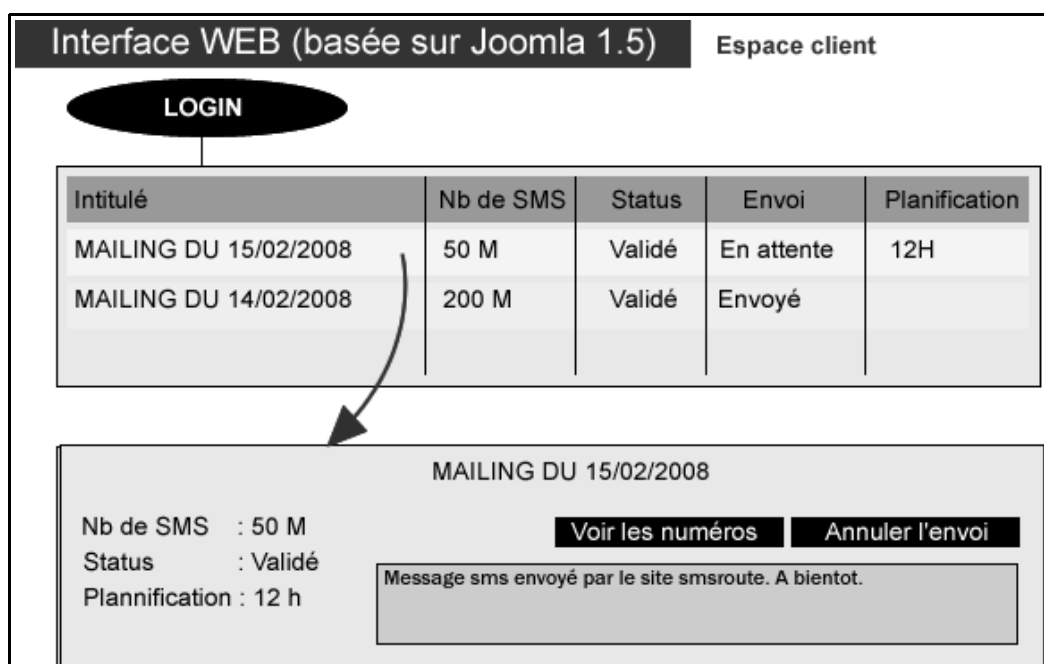 Interface WEB (basée sur Joomla 1.5) Espace client
LOGIN
Intitulé Nb de SMS Status Envoi Planification
MAILING DU 15/02/2008 50 M Validé En attente 12H
MAILING DU 14/02/2008 200 M Validé Envoyé
MAILING DU 15/02/2008
Nb de SMS : 50 M Voir les numéros Annuler l'envoi
Status : Validé
Message sms envoyé par le site smsroute. A bientot.
Plannification : 12 h